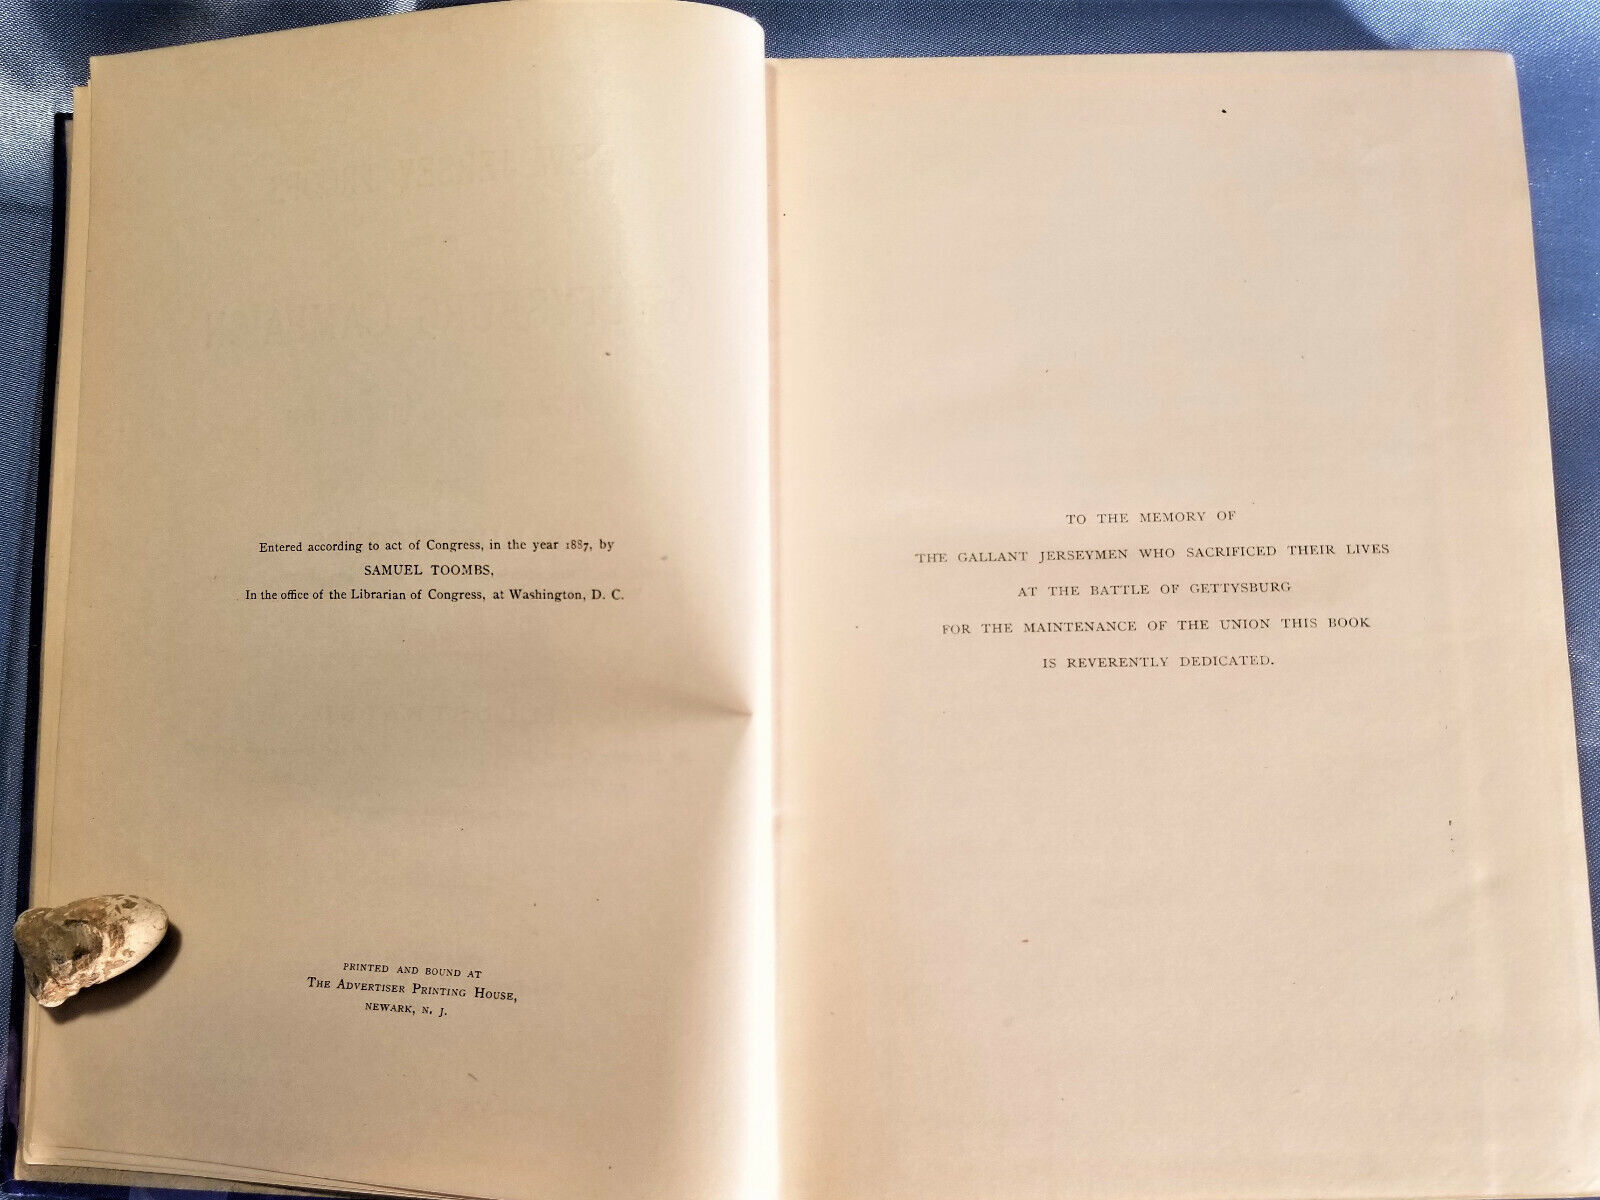 Entered according to act of Congress, in the year 1887, by
SAMUEL TOOMBS,
In the office of the Librarian of Congress, at Washington, D. C.
PRINTED AND BOUND AT
THE ADVERTISER PRINTING HOUSE,
NEWARK, N. J.
TO THE MEMORY OF
THE GALLANT JERSEYMEN WHO SACRIFICED THEIR LIVES
AT THE BATTLE OF GETTYSBURG
FOR THE MAINTENANCE OF THE UNION THIS BOOK
IS REVERENTLY DEDICATED.